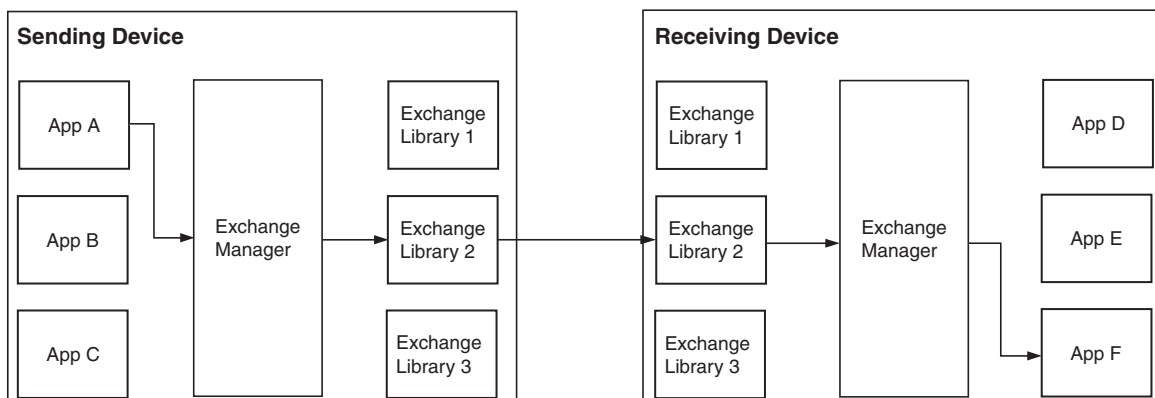 Sending Device
App A
App B
App C
Exchange
Manager
Exchange
Library 1
Exchange
Library 2
Exchange
Library 3
Receiving Device
Exchange
Library 1
Exchange
Library 2
Exchange
Library 3
Exchange
Manager
App D
App E
App F